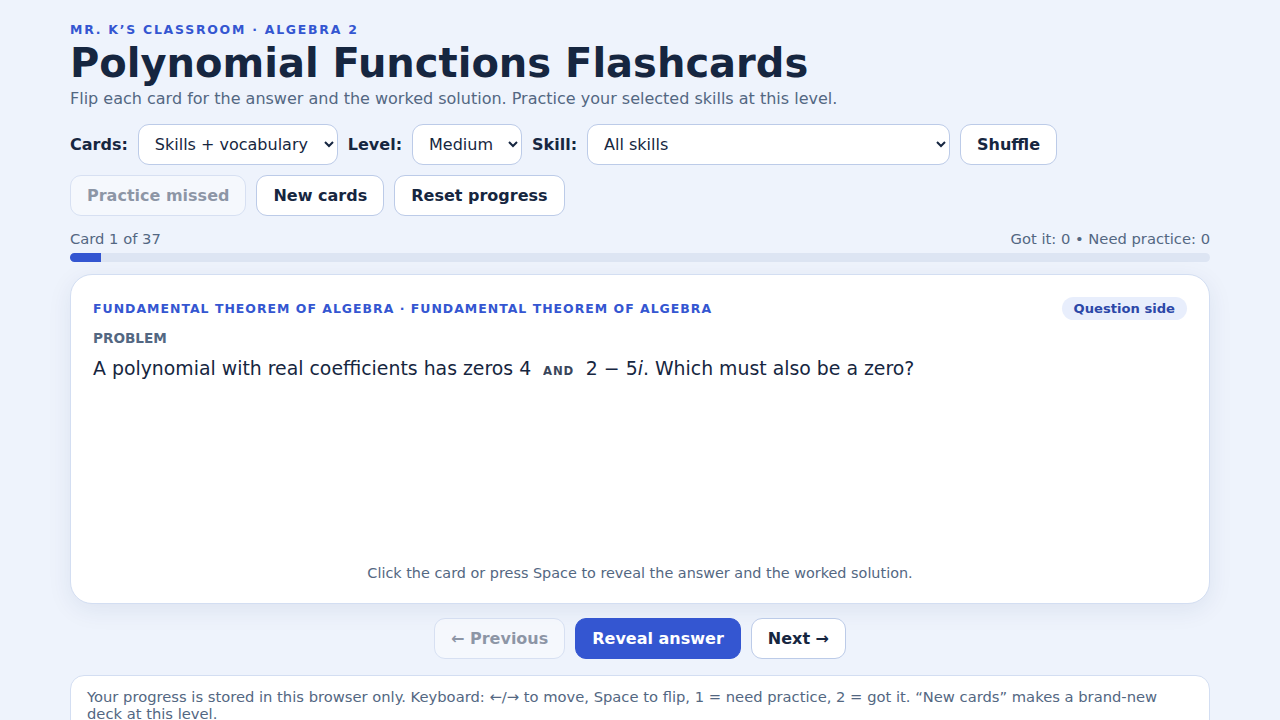 MR. K’S CLASSROOM · ALGEBRA 2
Polynomial Functions Flashcards
Flip each card for the answer and the worked solution. Practice your selected skills at this level.
Cards: Skills + vocabulary Level: Medium Skill: All skills Shuffle
Practice missed New cards Reset progress
Card 1 of 37 Got it: 0 • Need practice: 0
FUNDAMENTAL THEOREM OF ALGEBRA · FUNDAMENTAL THEOREM OF ALGEBRA Question side
PROBLEM
A polynomial with real coefficients has zeros 4 AND 2 − 5i. Which must also be a zero?
Click the card or press Space to reveal the answer and the worked solution.
← Previous Reveal answer Next →
Your progress is stored in this browser only. Keyboard: ←/→ to move, Space to flip, 1 = need practice, 2 = got it. “New cards” makes a brand-new
deck at this level.